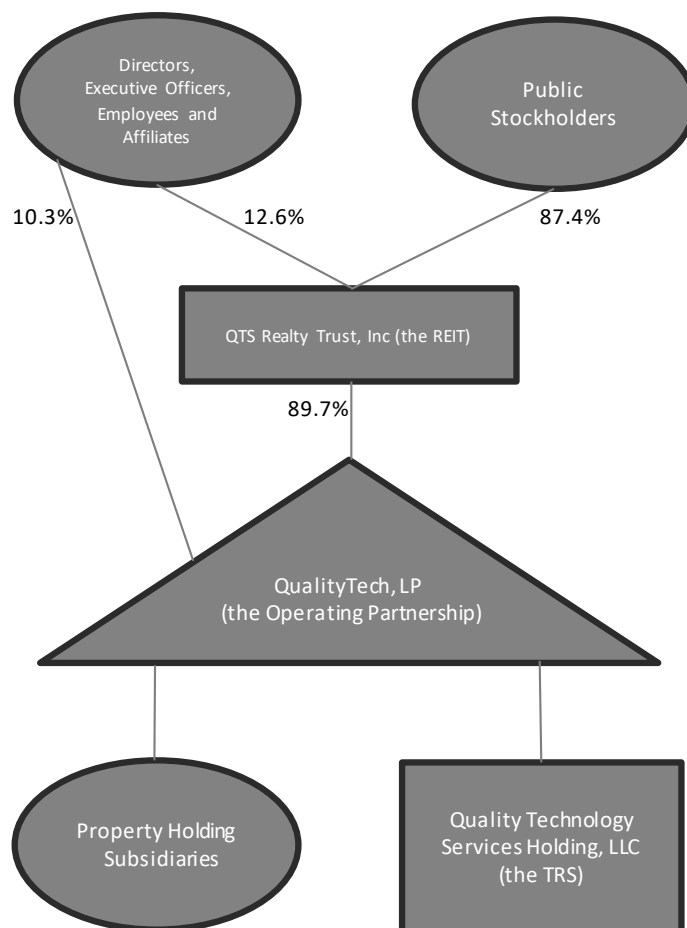 Directors,
Executive Officers,
Employees and
Affiliates
Public
Stockholders
10.3%
12.6%
87.4%
QTS Realty Trust, Inc (the REIT)
89.7%
QualityTech, LP
(the Operating Partnership)
Property Holding
Subsidiaries
Quality Technology
Services Holding, LLC
(the TRS)